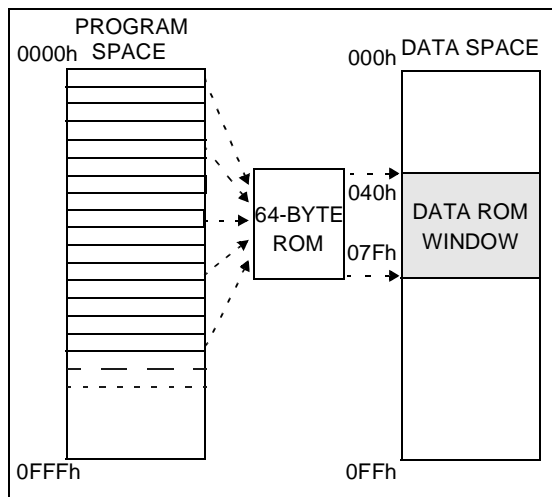 PROGRAM
SPACE
0000h
0FFFh
64-BYTE
ROM
DATA SPACE
000h
040h
DATA ROM
WINDOW
07Fh
0FFh